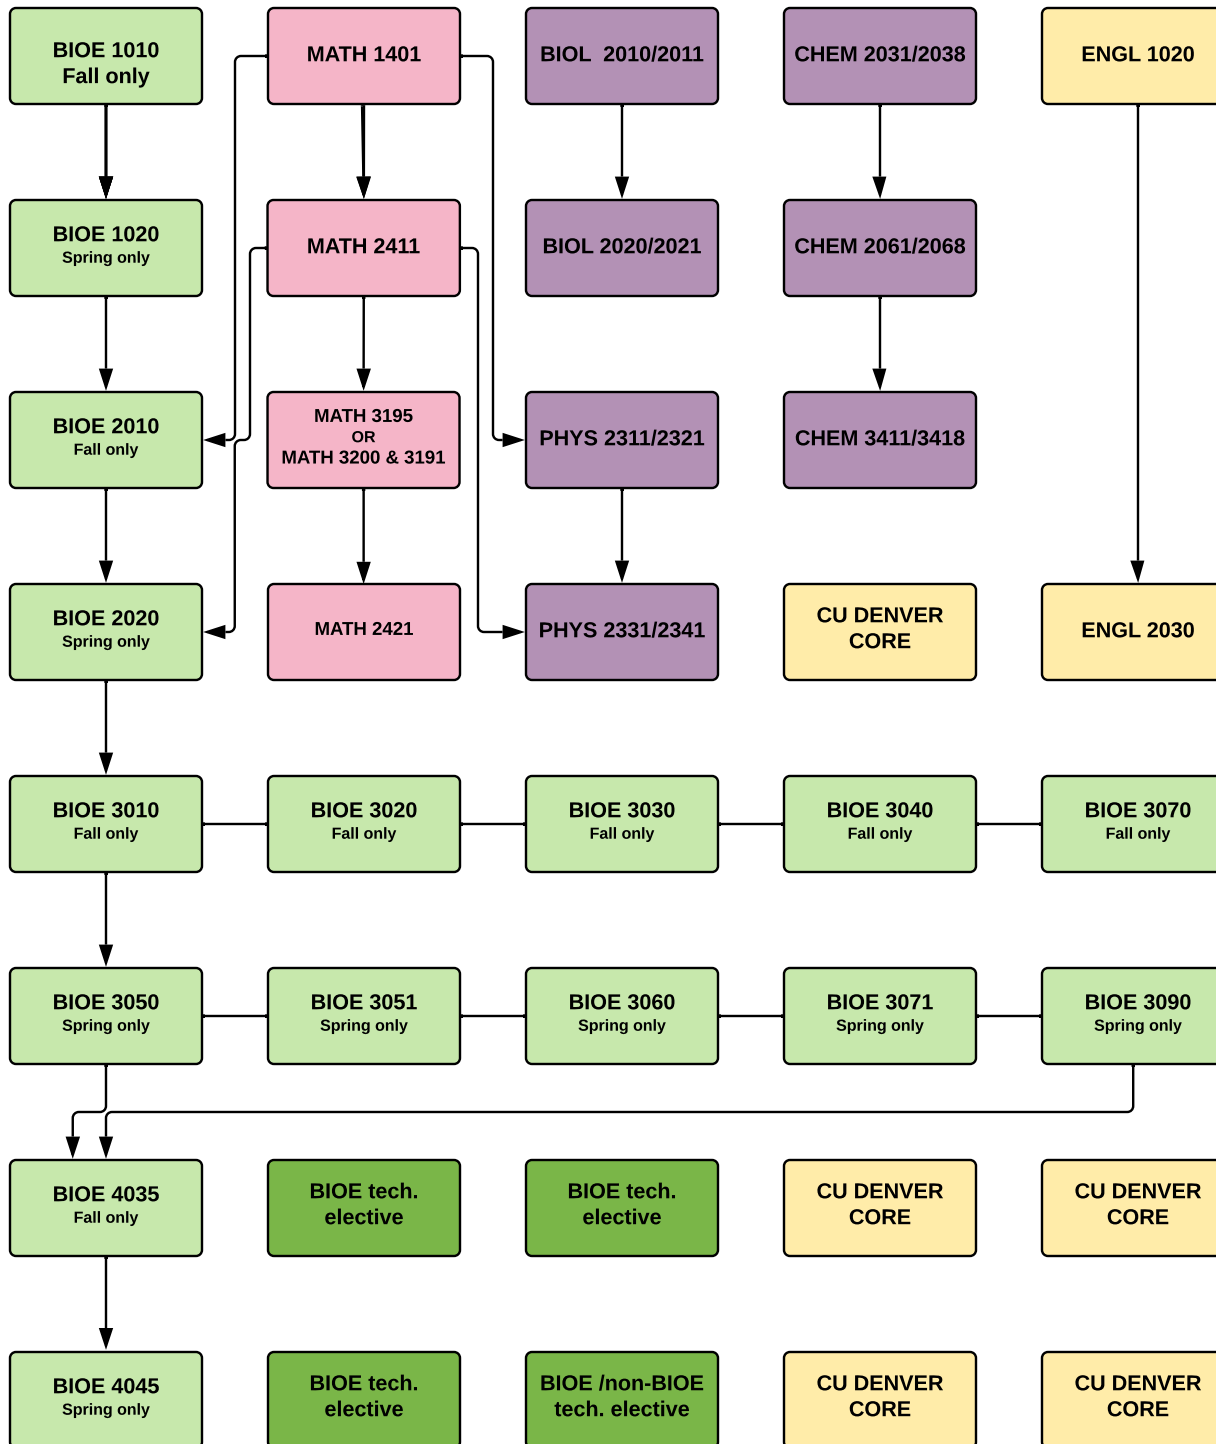 BIOE 1010
Fall only
MATH 1401
BIOL  2010/2011
CHEM 2031/2038
ENGL 1020
BIOE 1020
Spring only
MATH 2411
BIOL 2020/2021
CHEM 2061/2068
BIOE 2010
Fall only
MATH 3195
OR
MATH 3200 & 3191
PHYS 2311/2321
CHEM 3411/3418
BIOE 2020
Spring only
MATH 2421
PHYS 2331/2341
CU DENVER
CORE
ENGL 2030
BIOE 3010
Fall only
BIOE 3020
Fall only
BIOE 3030
Fall only
BIOE 3040
Fall only
BIOE 3070
Fall only
BIOE 3050
Spring only
BIOE 3051
Spring only
BIOE 3060
Spring only
BIOE 3071
Spring only
BIOE 3090
Spring only
BIOE 4035
Fall only
BIOE tech.
elective
BIOE tech.
elective
CU DENVER
CORE
CU DENVER
CORE
BIOE 4045
Spring only
BIOE tech.
elective
BIOE /non-BIOE
tech. elective
CU DENVER
CORE
CU DENVER
CORE